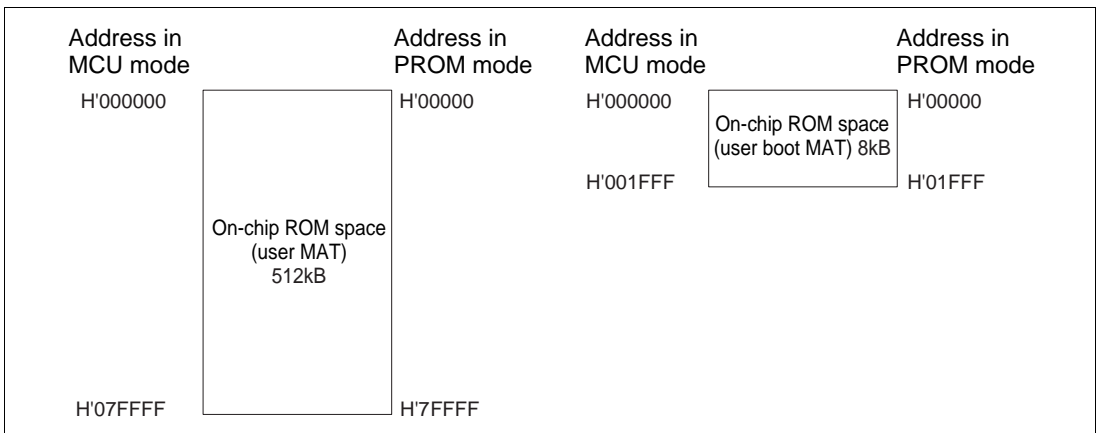 Address in
MCU mode
Address in
PROM mode
H'000000
H'00000
On-chip ROM space
(user MAT)
512kB
H'07FFFF
H'7FFFF
Address in
MCU mode
Address in
PROM mode
H'000000
H'00000
On-chip ROM space
(user boot MAT) 8kB
H'001FFF
H'01FFF